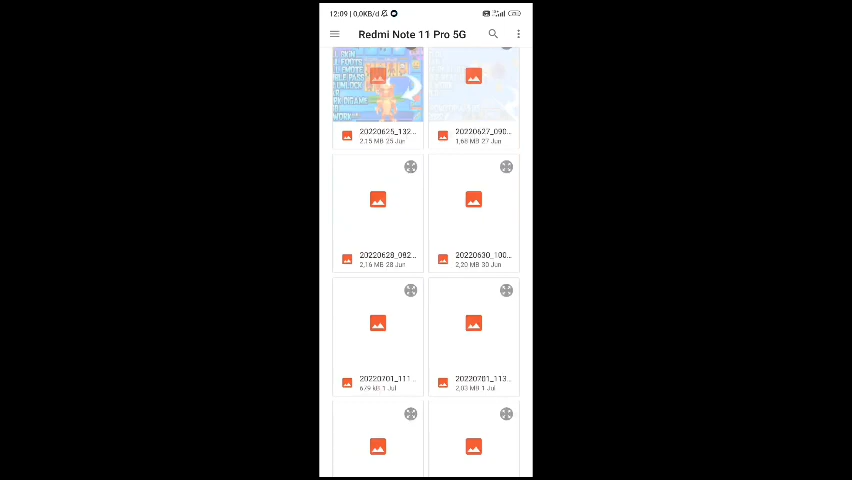 12:09 | 0,0KB/d
Redmi Note 11 Pro 5G
20220625_132...
2,15 MB 25 Jun
20220627_090...
1,68 MB 27 Jun
20220628_082...
2,16 MB 28 Jun
20220630_100...
2,20 MB 30 Jun
20220701_111...
679 kB 1 Jul
20220701_113...
2,03 MB 1 Jul